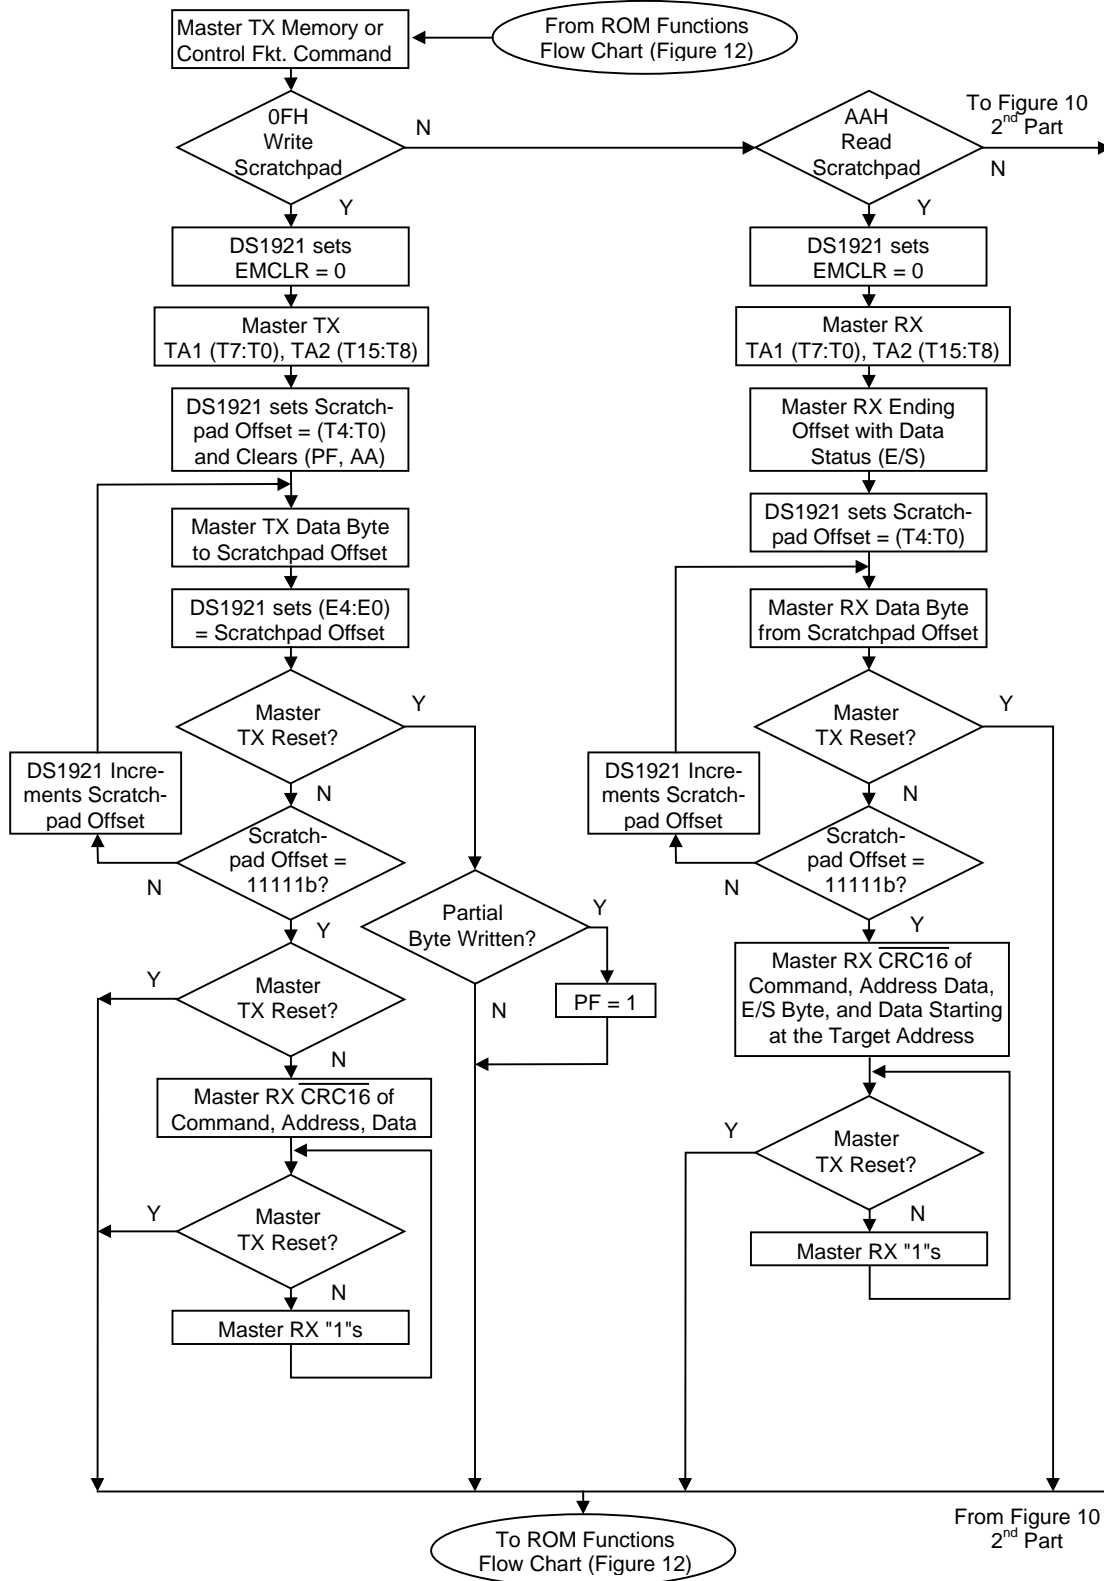 Master TX Memory or
Control Fkt. Command
From ROM Functions
Flow Chart (Figure 12)
0FH
Write
Scratchpad
N
Y
AAH
Read
Scratchpad
To Figure 10
2nd Part
N
Y
DS1921 sets
EMCLR = 0
Master TX
TA1 (T7:T0), TA2 (T15:T8)
DS1921 sets Scratch-
pad Offset = (T4:T0)
and Clears (PF, AA)
Master TX Data Byte
to Scratchpad Offset
DS1921 sets (E4:E0)
= Scratchpad Offset
Master
TX Reset?
Y
N
DS1921 Incre-
ments Scratch-
pad Offset
Scratch-
pad Offset =
11111b?
N
Y
Partial
Byte Written?
Y
N
PF = 1
Master
TX Reset?
Y
N
Master RX CRC16 of
Command, Address, Data
Master
TX Reset?
Y
N
Master RX "1"s
DS1921 sets
EMCLR = 0
Master RX
TA1 (T7:T0), TA2 (T15:T8)
Master RX Ending
Offset with Data
Status (E/S)
DS1921 sets Scratch-
pad Offset = (T4:T0)
Master RX Data Byte
from Scratchpad Offset
Master
TX Reset?
Y
N
DS1921 Incre-
ments Scratch-
pad Offset
Scratch-
pad Offset =
11111b?
N
Y
Master RX CRC16 of
Command, Address Data,
E/S Byte, and Data Starting
at the Target Address
Master
TX Reset?
Y
N
Master RX "1"s
From Figure 10
2nd Part
To ROM Functions
Flow Chart (Figure 12)